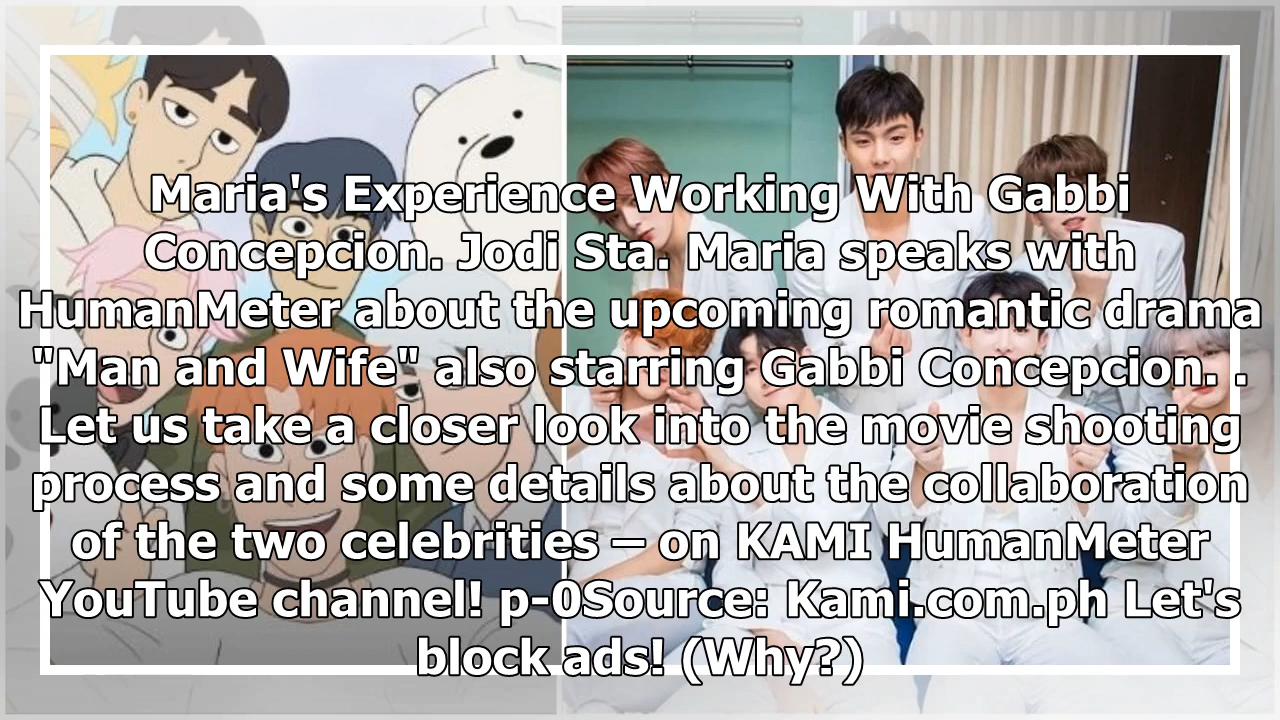 Maria's Experience Working With Gabbi
Concepcion. Jodi Sta. Maria speaks with
HumanMeter about the upcoming romantic drama
"Man and Wife" also starring Gabbi Concepcion. .
Let us take a closer look into the movie shooting
process and some details about the collaboration
of the two celebrities – on KAMI HumanMeter
YouTube channel! p-0Source: Kami.com.ph Let's
block ads! (Why?)